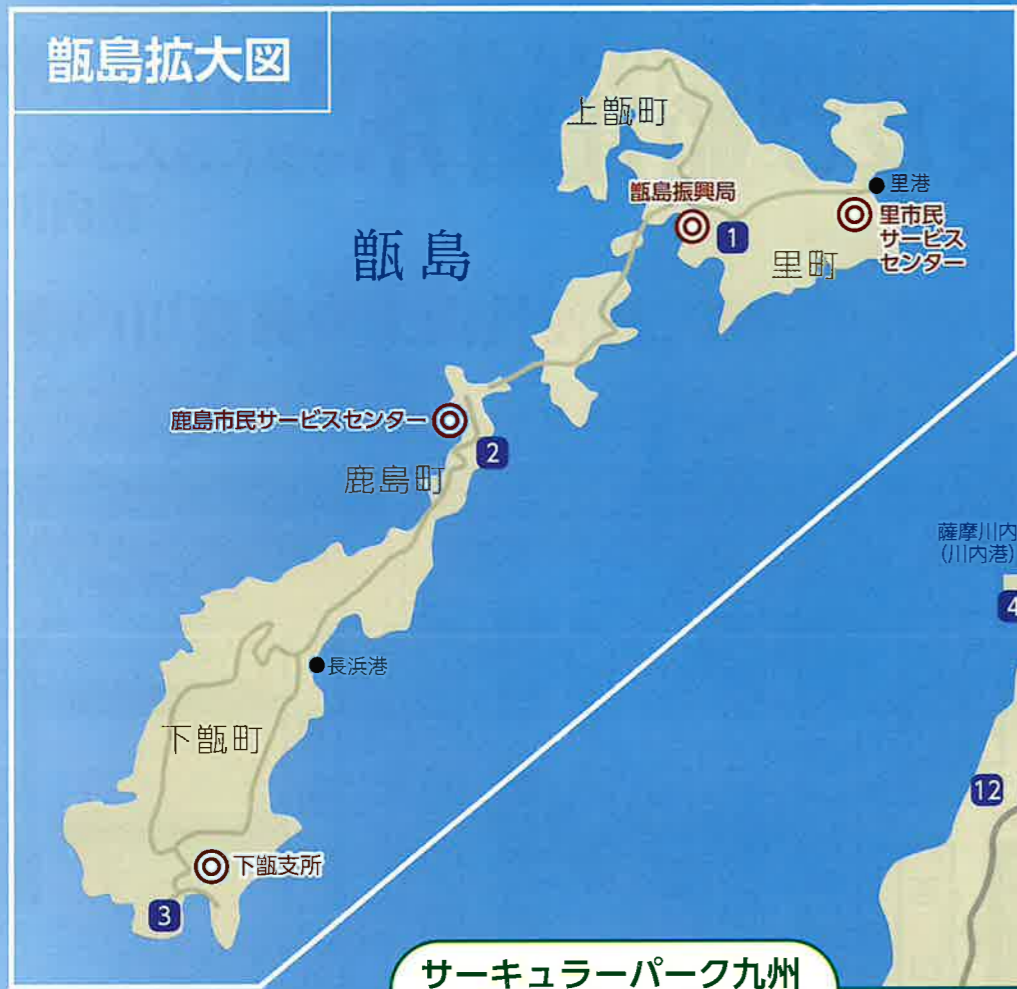 甑島拡大図
上甑町
甑島振興局
里港
里市民
サービス
センター
1
里町
甑島
鹿島市民サービスセンター
2
鹿島町
薩摩川内
(川内港)
4
長浜港
下甑町
12
下甑支所
3
サーキュラーパーク九州